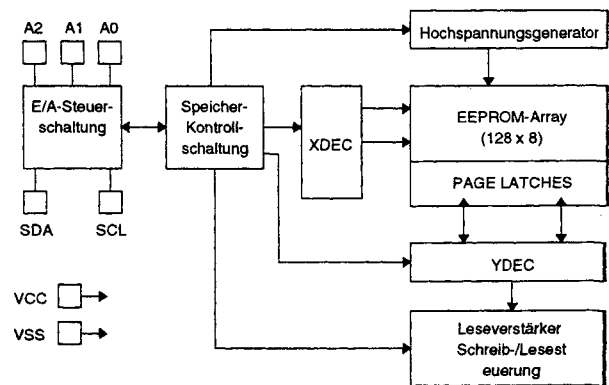 A2 A1 A0
Hochspannungsgenerator
E/A-Steuer-
schaltung
Speicher-
Kontroll-
schaltung
XDEC
EEPROM-Array
(128 x 8)
PAGE LATCHES
SDA SCL
YDEC
VCC
VSS
Leseverstärker
Schreib-/Lesest
euerung